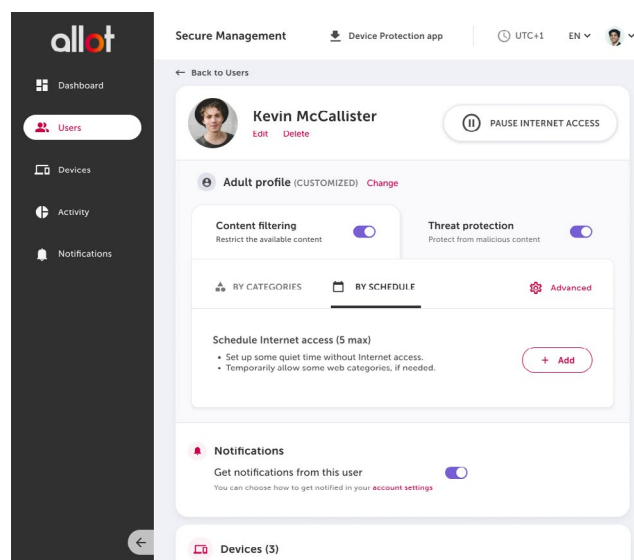 allot
Secure Management
Device Protection app
UTC+1
EN
Dashboard
Users
Devices
Activity
Notifications
← Back to Users
Kevin McCallister
Edit Delete
PAUSE INTERNET ACCESS
Adult profile (CUSTOMIZED) Change
Content filtering
Restrict the available content
Threat protection
Protect from malicious content
BY CATEGORIES
BY SCHEDULE
Advanced
Schedule Internet access (5 max)
• Set up some quiet time without Internet access.
• Temporarily allow some web categories, if needed.
+ Add
Notifications
Get notifications from this user
You can choose how to get notified in your account settings
Devices (3)